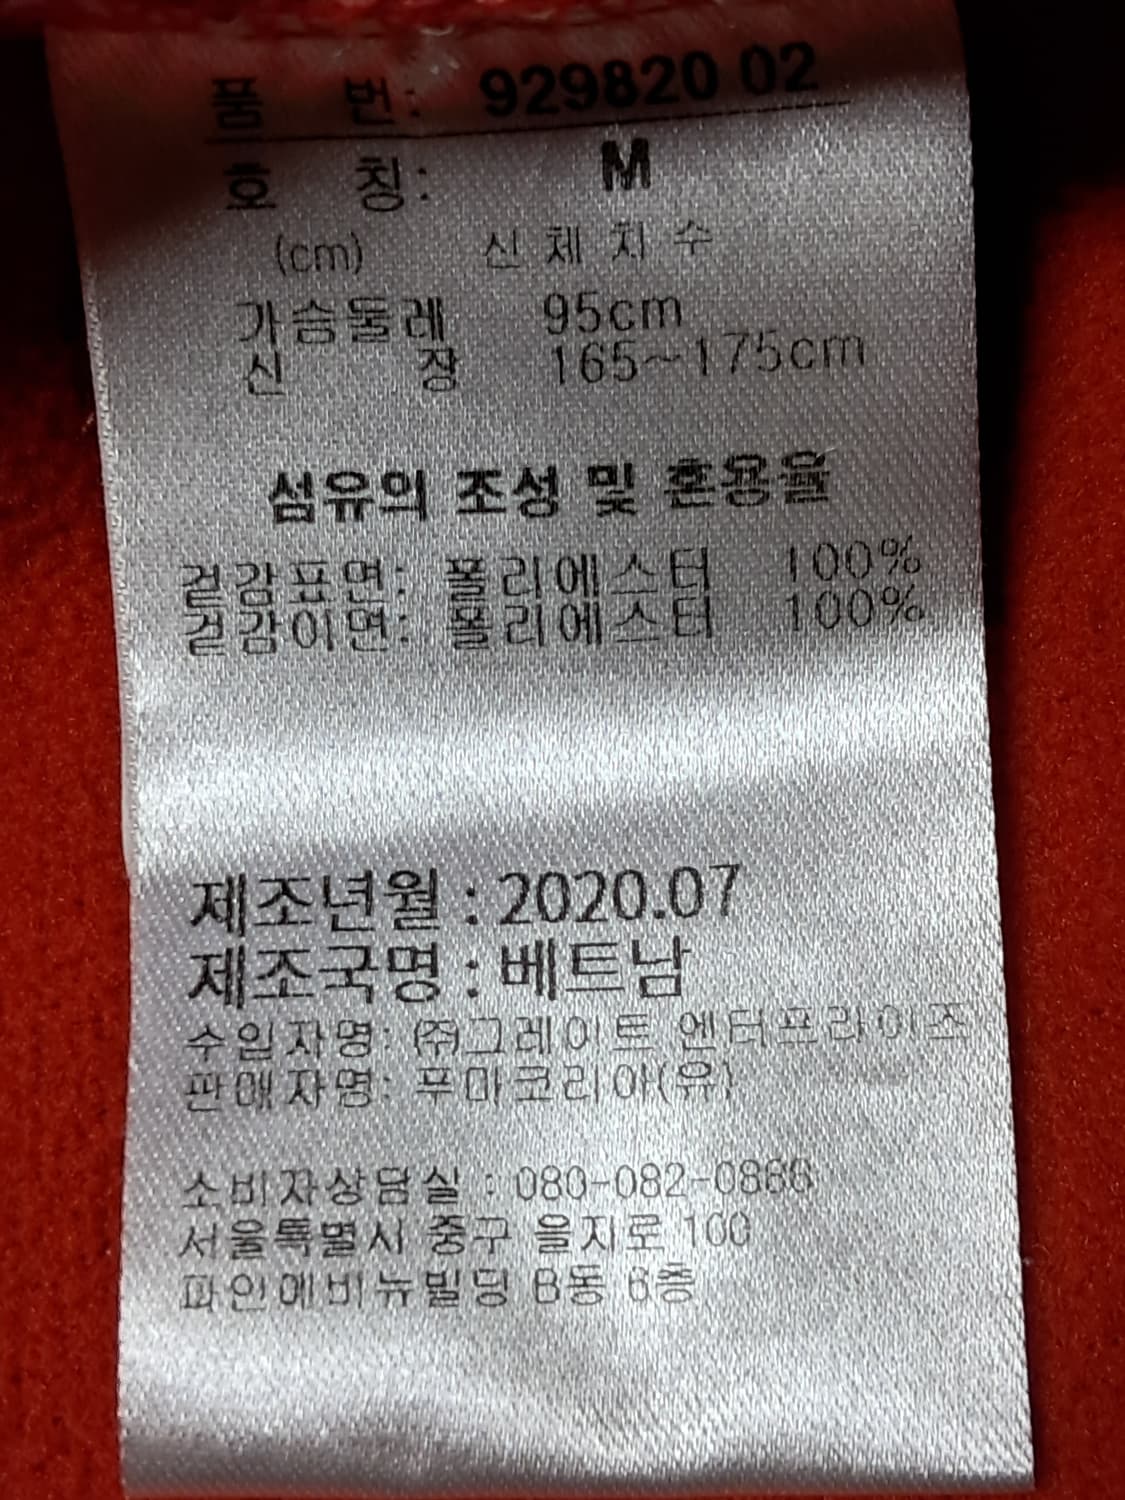 품 번: 929820 02
호 칭: M
(cm) 신 체 치 수
가슴둘레 95cm
신 장 165~175cm
섬유의 조성 및 혼용율
겉감표면: 폴리에스터 100%
겉감이면: 폴리에스터 100%
제조년월 : 2020.07
제조국명 : 베트남
수입자명: ㈜그레이트 엔터프라이즈
판매자명: 푸마코리아(유)
소비자상담실 :
서울특별시 중구 을지로 100
파인에비뉴빌딩 B동 6층